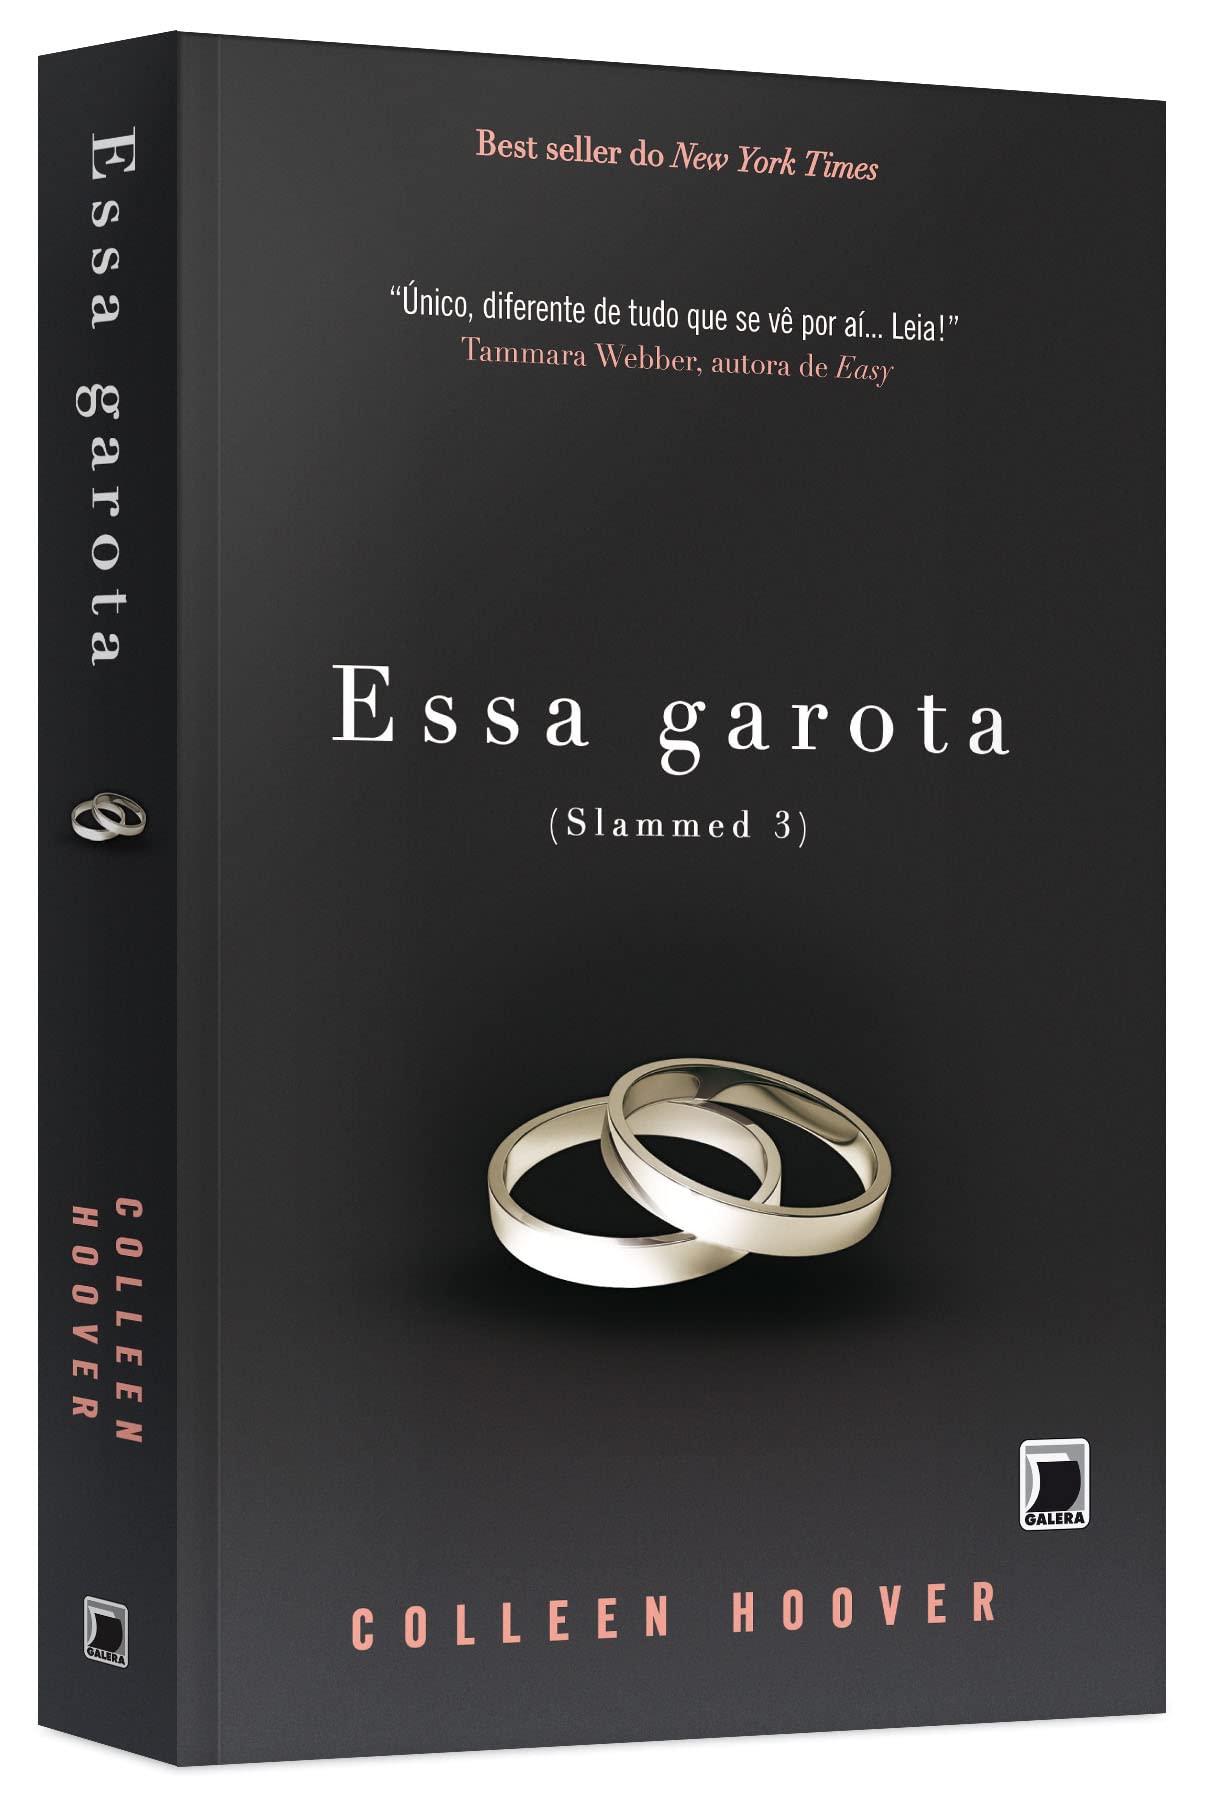 Best seller do New York Times
“Único, diferente de tudo que se vê por aí... Leia!”
Tammara Webber, autora de Easy
Essa garota
(Slammed 3)
GALERA
COLLEEN HOOVER
Essa garota
COLLEEN
HOOVER
GALERA